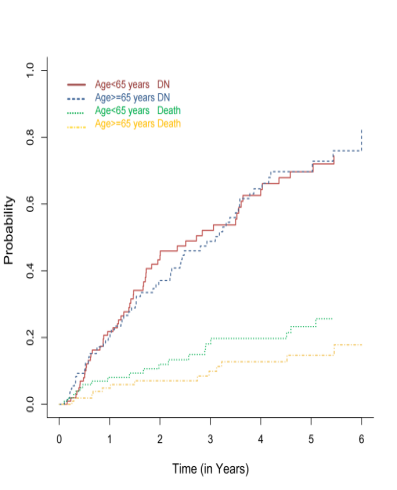 Age<65 years DN
Age>=65 years DN
Age<65 years Death
Age>=65 years Death
1.0
0.8
0.6
0.4
0.2
0.0
Probability
0 1 2 3 4 5 6
Time (in Years)